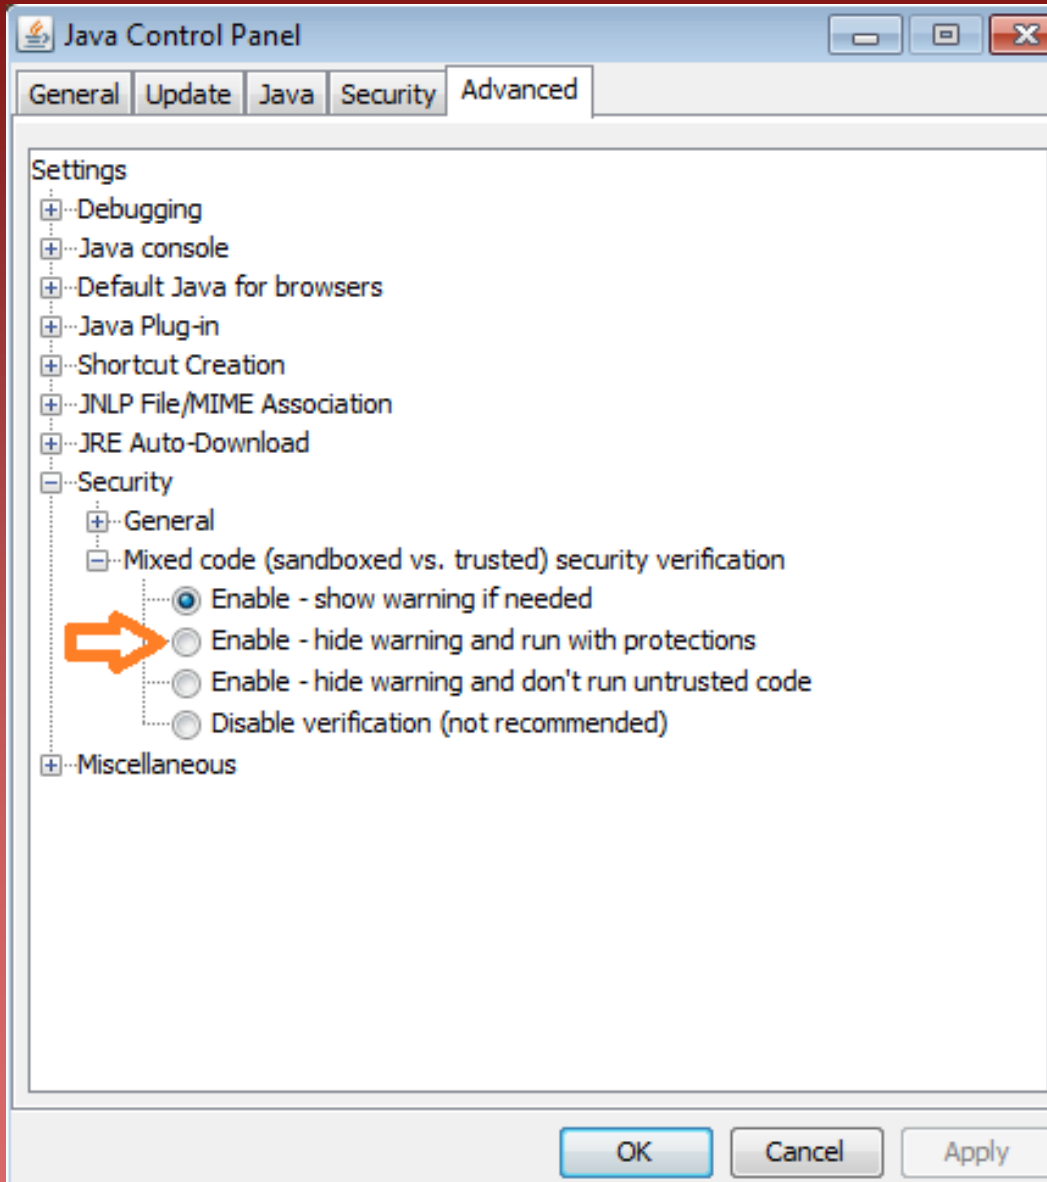 Java Control Panel
General Update Java Security Advanced
Settings
Debugging
Java console
Default Java for browsers
Java Plug-in
Shortcut Creation
JNLP File/MIME Association
JRE Auto-Download
Security
General
Mixed code (sandboxed vs. trusted) security verification
Enable - show warning if needed
Enable - hide warning and run with protections
Enable - hide warning and don't run untrusted code
Disable verification (not recommended)
Miscellaneous
OK Cancel Apply